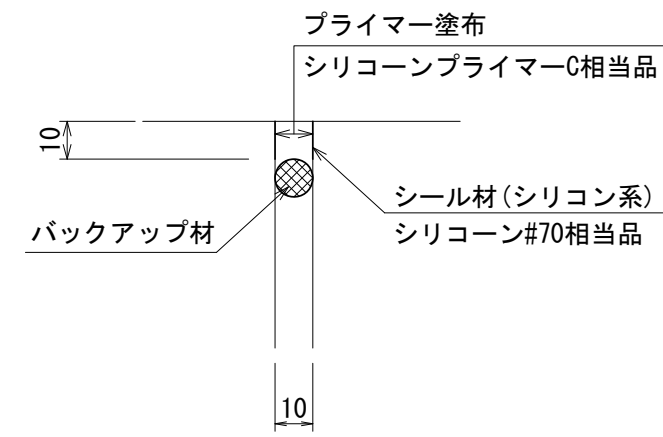 プライマー塗布
シリコーンプライマーC相当品
10
シール材(シリコン系)
シリコーン#70相当品
バックアップ材
10